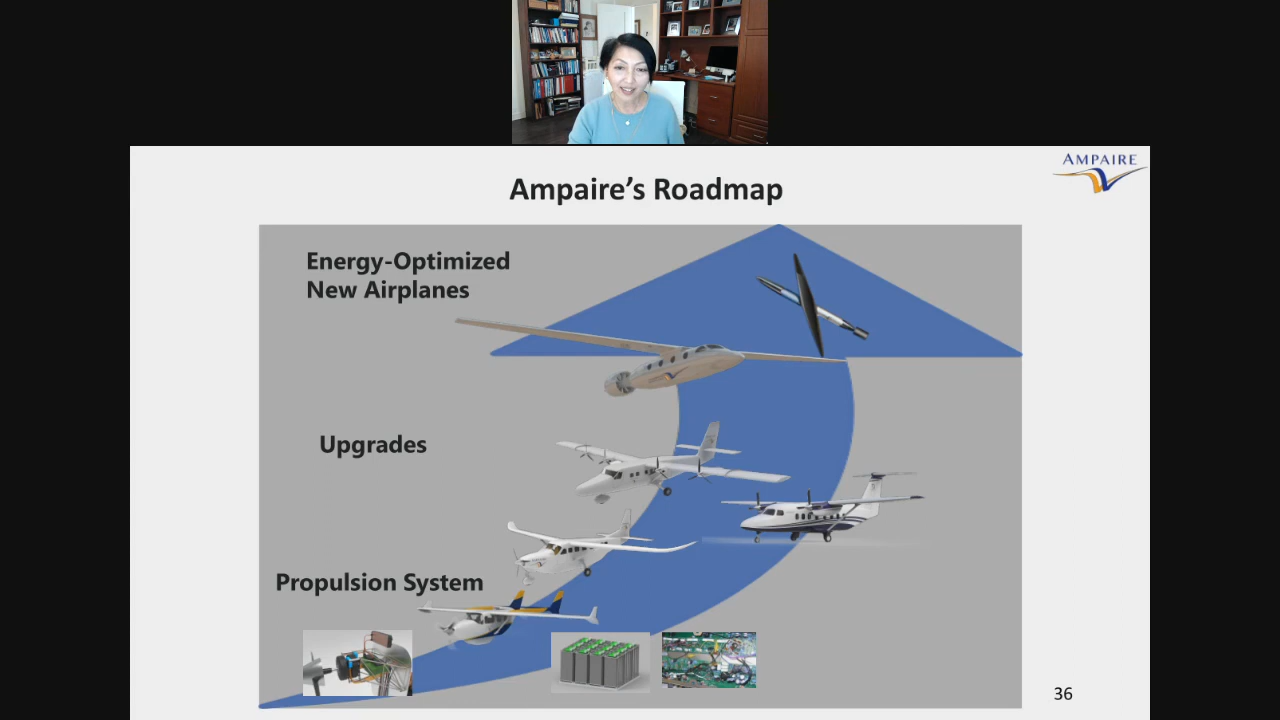 AMPAIRE
Ampaire's Roadmap
Energy-Optimized
New Airplanes
Upgrades
Propulsion System
36